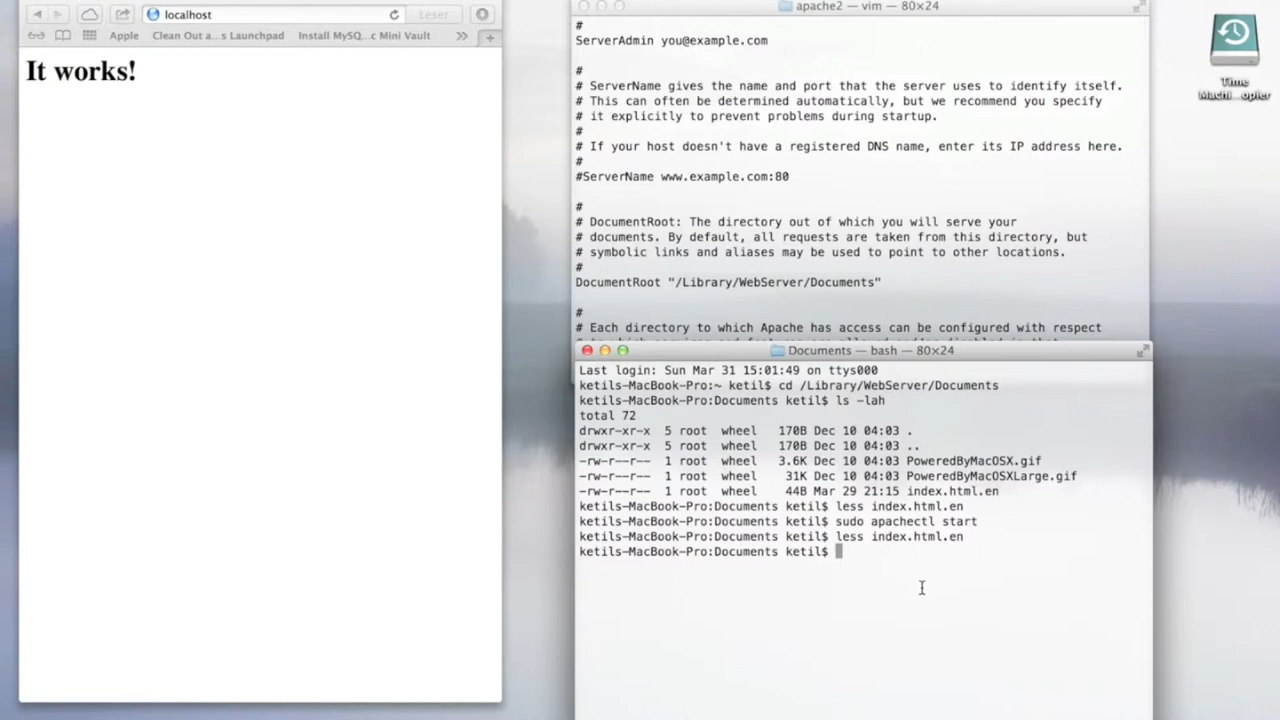 localhost
Leser
Apple
Clean Out a...s Launchpad
Install MySQ...c Mini Vault
It works!
apache2 — vim — 80×24
#
ServerAdmin you@example.com
#
# ServerName gives the name and port that the server uses to identify itself.
# This can often be determined automatically, but we recommend you specify
# it explicitly to prevent problems during startup.
#
# If your host doesn't have a registered DNS name, enter its IP address here.
#
#ServerName www.example.com:80
#
# DocumentRoot: The directory out of which you will serve your
# documents. By default, all requests are taken from this directory, but
# symbolic links and aliases may be used to point to other locations.
#
DocumentRoot "/Library/WebServer/Documents"
#
# Each directory to which Apache has access can be configured with respect
Documents — bash — 80×24
Last login: Sun Mar 31 15:01:49 on ttys000
ketils-MacBook-Pro:~ ketil$ cd /Library/WebServer/Documents
ketils-MacBook-Pro:Documents ketil$ ls -lah
total 72
drwxr-xr-x  5 root  wheel   170B Dec 10 04:03 .
drwxr-xr-x  5 root  wheel   170B Dec 10 04:03 ..
-rw-r--r--  1 root  wheel   3.6K Dec 10 04:03 PoweredByMacOSX.gif
-rw-r--r--  1 root  wheel    31K Dec 10 04:03 PoweredByMacOSXLarge.gif
-rw-r--r--  1 root  wheel    44B Mar 29 21:15 index.html.en
ketils-MacBook-Pro:Documents ketil$ less index.html.en
ketils-MacBook-Pro:Documents ketil$ sudo apachectl start
ketils-MacBook-Pro:Documents ketil$ less index.html.en
ketils-MacBook-Pro:Documents ketil$
Time
Machi...opier